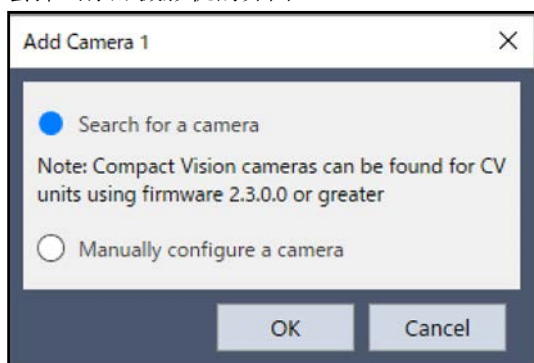 Add Camera 1
Search for a camera
Note: Compact Vision cameras can be found for CV
units using firmware 2.3.0.0 or greater
Manually configure a camera
OK Cancel